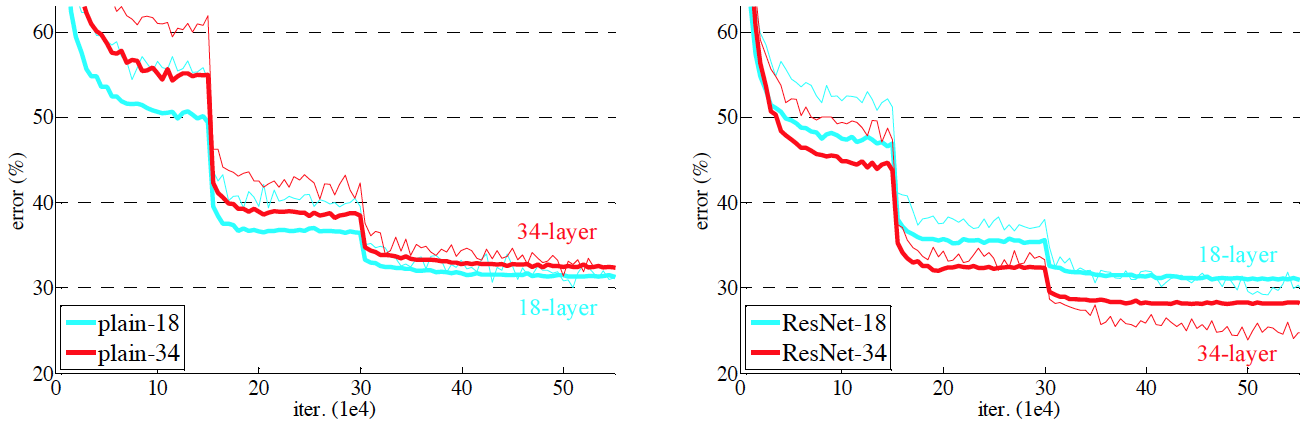 60
50
40
30
20
error (%)
34-layer
18-layer
plain-18
plain-34
0 10 20 30 40 50
iter. (1e4)
60
50
40
30
20
error (%)
18-layer
34-layer
ResNet-18
ResNet-34
0 10 20 30 40 50
iter. (1e4)